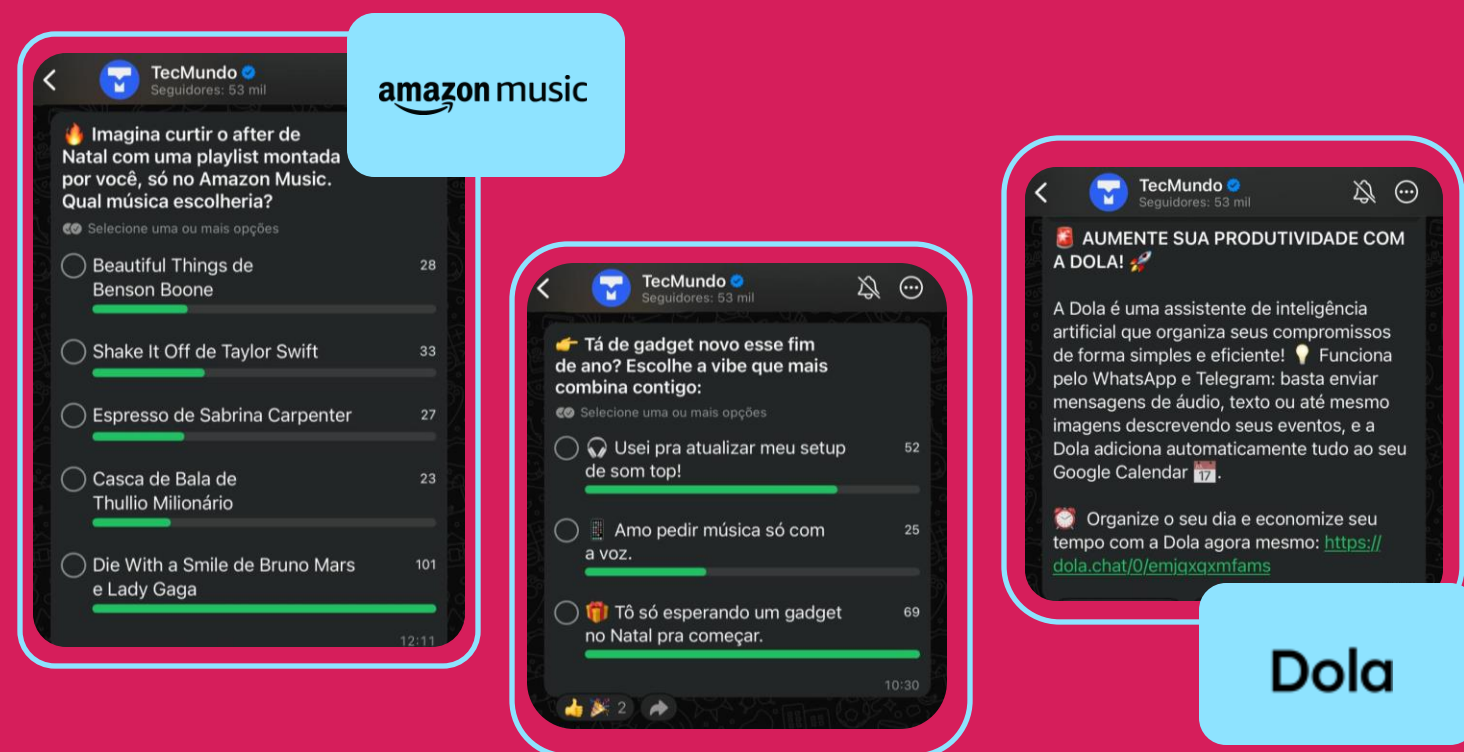 TecMundo
Seguidores: 53 mil
🔥 Imagina curtir o after de
Natal com uma playlist montada
por você, só no Amazon Music.
Qual música escolheria?
Selecione uma ou mais opções
Beautiful Things de 28
Benson Boone
Shake It Off de Taylor Swift 33
Espresso de Sabrina Carpenter 27
Casca de Bala de 23
Thullio Milionário
Die With a Smile de Bruno Mars 101
e Lady Gaga
12:11
amazon music
TecMundo
Seguidores: 53 mil
👉 Tá de gadget novo esse fim
de ano? Escolhe a vibe que mais
combina contigo:
Selecione uma ou mais opções
🎧 Usei pra atualizar meu setup 52
de som top!
📱 Amo pedir música só com 25
a voz.
🎁 Tô só esperando um gadget 69
no Natal pra começar.
10:30
👍 🎉 2
TecMundo
Seguidores: 53 mil
🚨 AUMENTE SUA PRODUTIVIDADE COM
A DOLA! 🚀
A Dola é uma assistente de inteligência
artificial que organiza seus compromissos
de forma simples e eficiente! 💡 Funciona
pelo WhatsApp e Telegram: basta enviar
mensagens de áudio, texto ou até mesmo
imagens descrevendo seus eventos, e a
Dola adiciona automaticamente tudo ao seu
Google Calendar 📅.
⏰ Organize o seu dia e economize seu
tempo com a Dola agora mesmo: https://
dola.chat/0/emjqxqxmfams
Dola